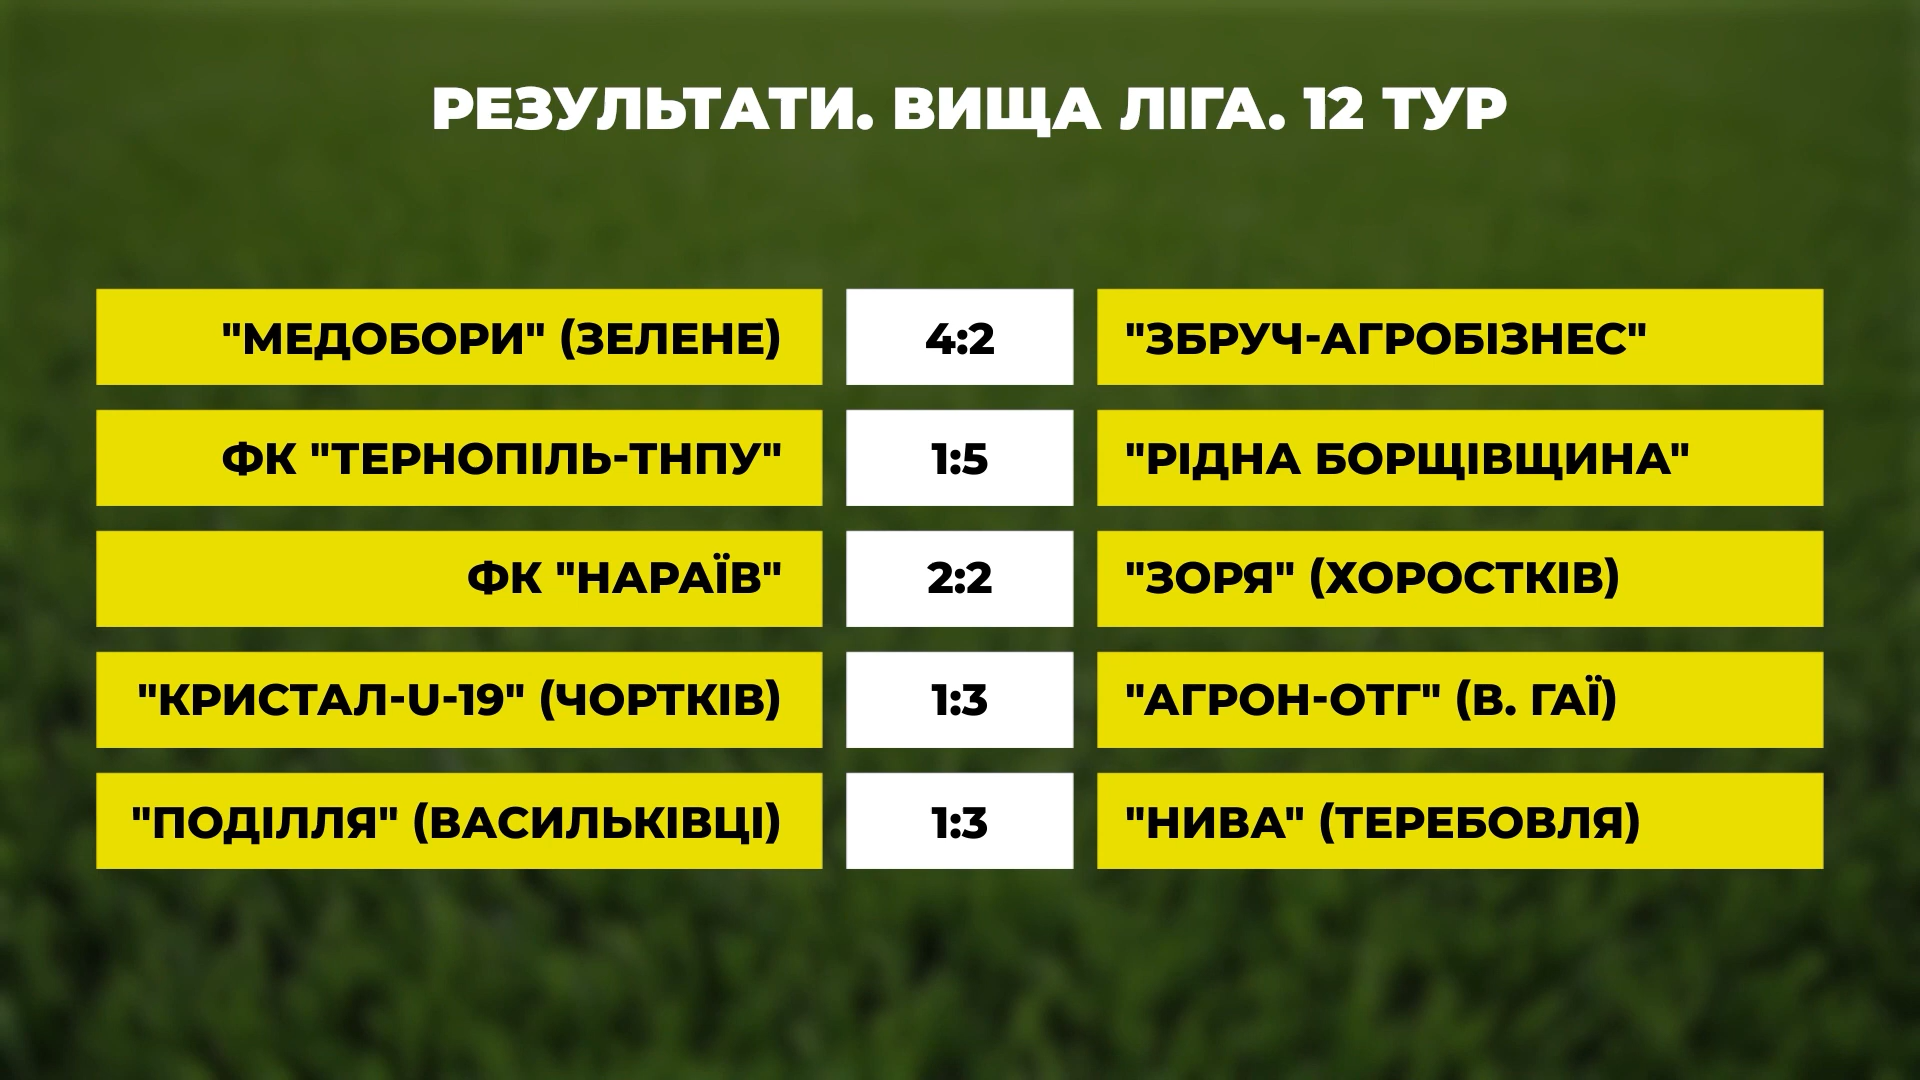 РЕЗУЛЬТАТИ. ВИЩА ЛІГА. 12 ТУР
"МЕДОБОРИ" (ЗЕЛЕНЕ) 4:2 "ЗБРУЧ-АГРОБІЗНЕС"
ФК "ТЕРНОПІЛЬ-ТНПУ" 1:5 "РІДНА БОРЩІВЩИНА"
ФК "НАРАЇВ" 2:2 "ЗОРЯ" (ХОРОСТКІВ)
"КРИСТАЛ-U-19" (ЧОРТКІВ) 1:3 "АГРОН-ОТГ" (В. ГАЇ)
"ПОДІЛЛЯ" (ВАСИЛЬКІВЦІ) 1:3 "НИВА" (ТЕРЕБОВЛЯ)